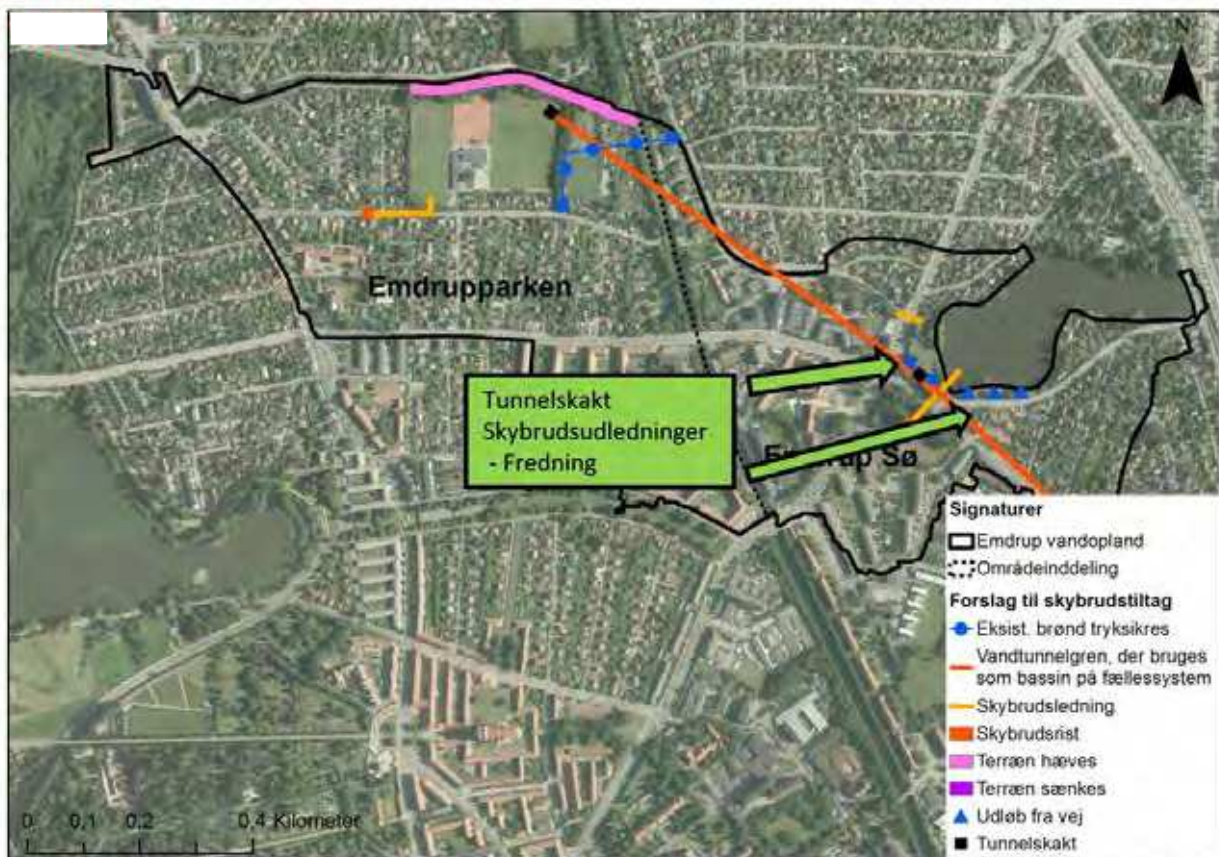 N
Emdrupparken
Tunnelskakt
Skybrudsudledninger
- Fredning
Emdrup Sø
Signaturer
Emdrup vandopland
Områdeinddeling
Forslag til skybrudstiltag
Eksist. brønd tryksikres
Vandtunnelgren, der bruges
som bassin på fællessystem
Skybrudsledning
Skybrudsrist
Terræn hæves
Terræn sænkes
Udløb fra vej
Tunnelskakt
0 0,1 0,2 0,4 Kilometer